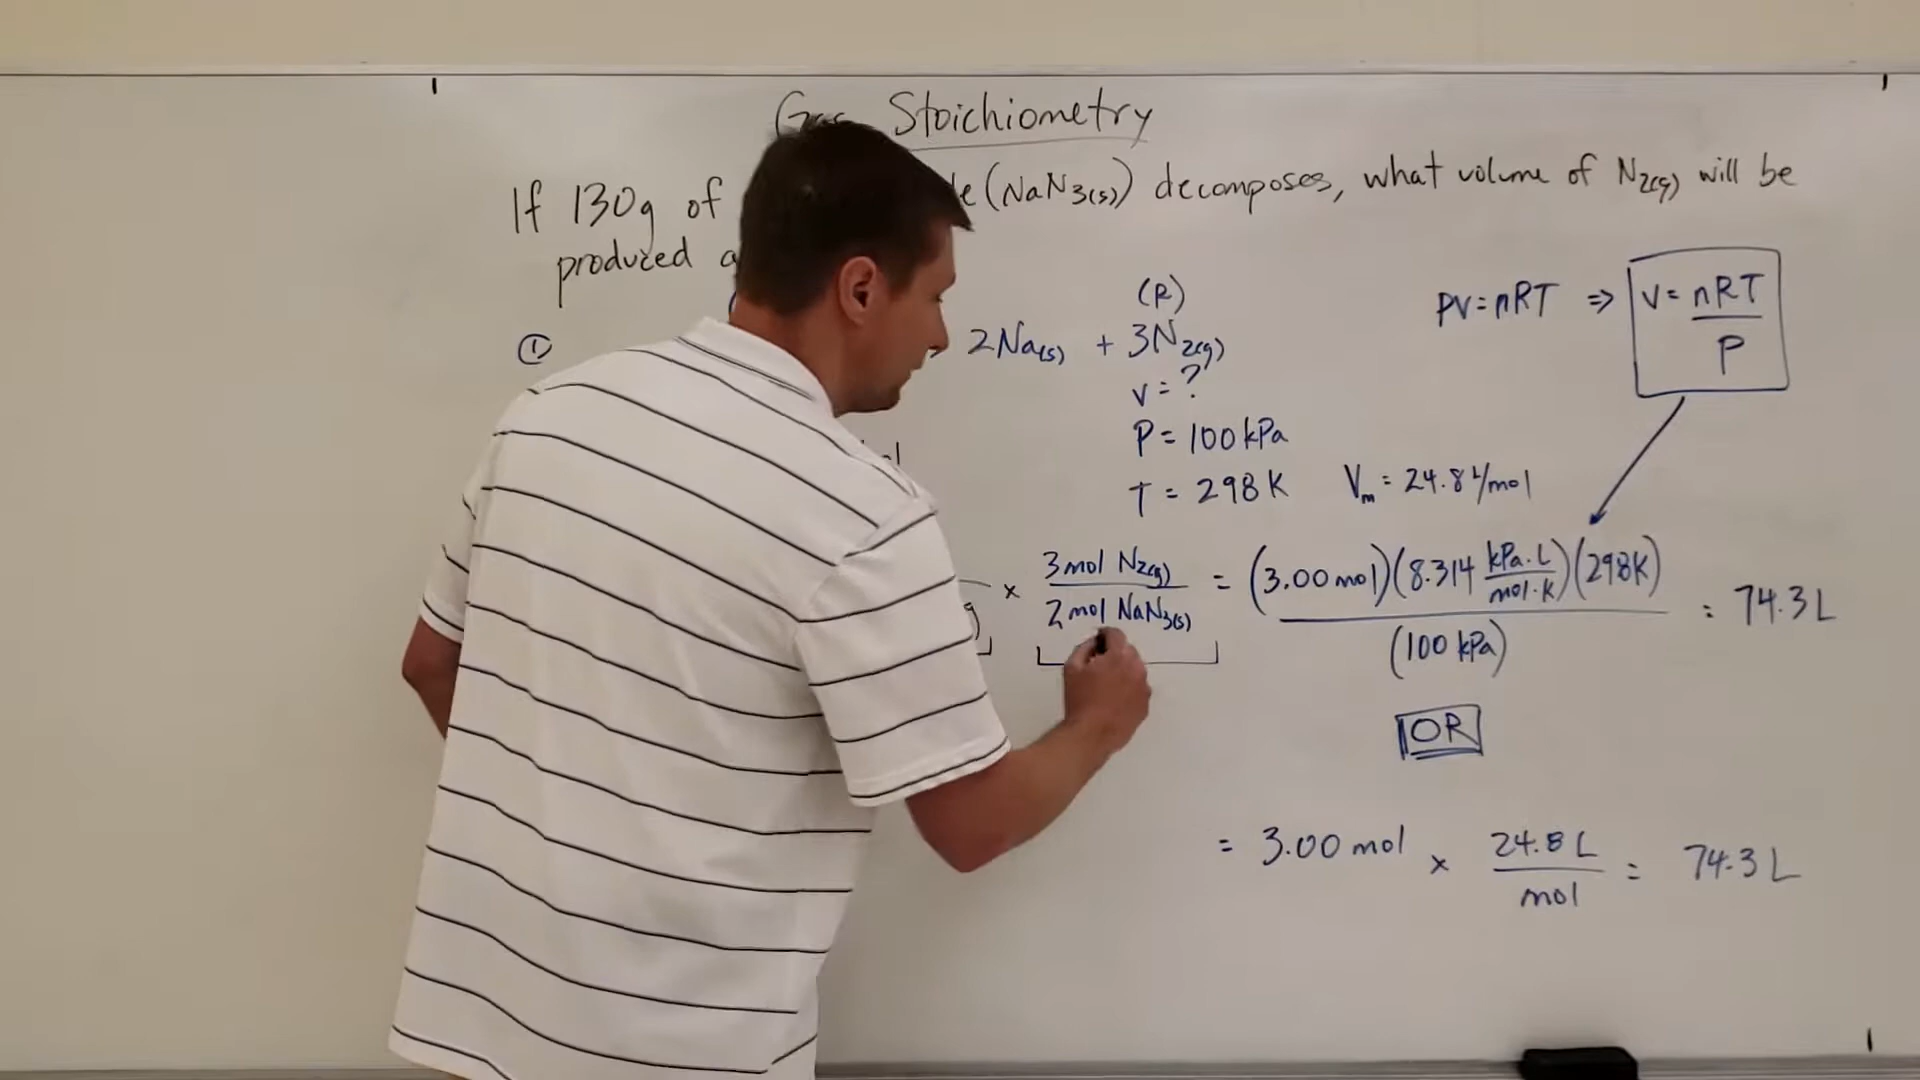 Gas Stoichiometry
If 130g of (NaN3(s)) decomposes, what volume of N2(g) will be
produced
(R)
① 2Na(s) + 3N2(g)
V = ?
P = 100 kPa
T = 298 K Vm = 24.8 L/mol
PV = nRT ⇒ V = nRT
P
× 3 mol N2(g) = (3.00 mol)(8.314 kPa·L/mol·K)(298K) = 74.3 L
2 mol NaN3(s) (100 kPa)
OR
= 3.00 mol × 24.8 L = 74.3 L
mol